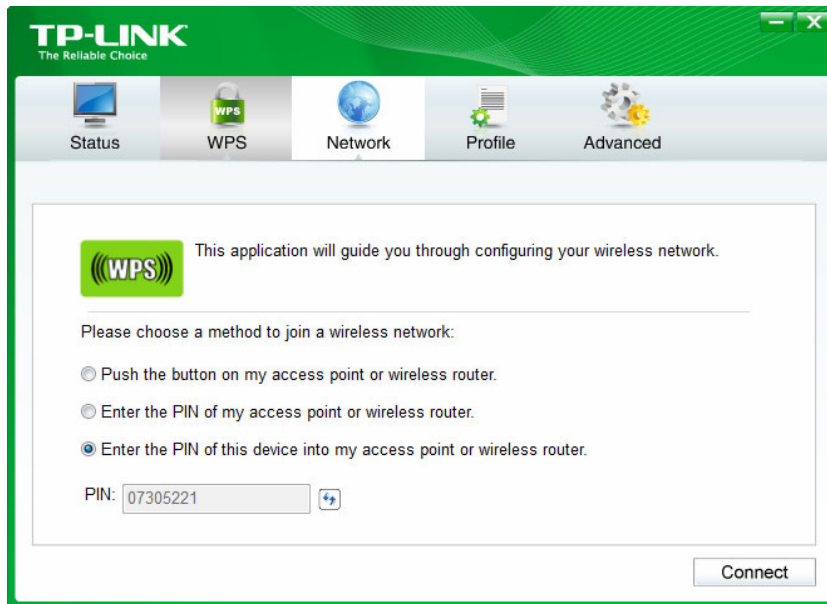 TP-LINK
The Reliable Choice
Status
WPS
WPS
Network
Profile
Advanced
WPS
This application will guide you through configuring your wireless network.
Please choose a method to join a wireless network:
Push the button on my access point or wireless router.
Enter the PIN of my access point or wireless router.
Enter the PIN of this device into my access point or wireless router.
PIN: 07305221
Connect